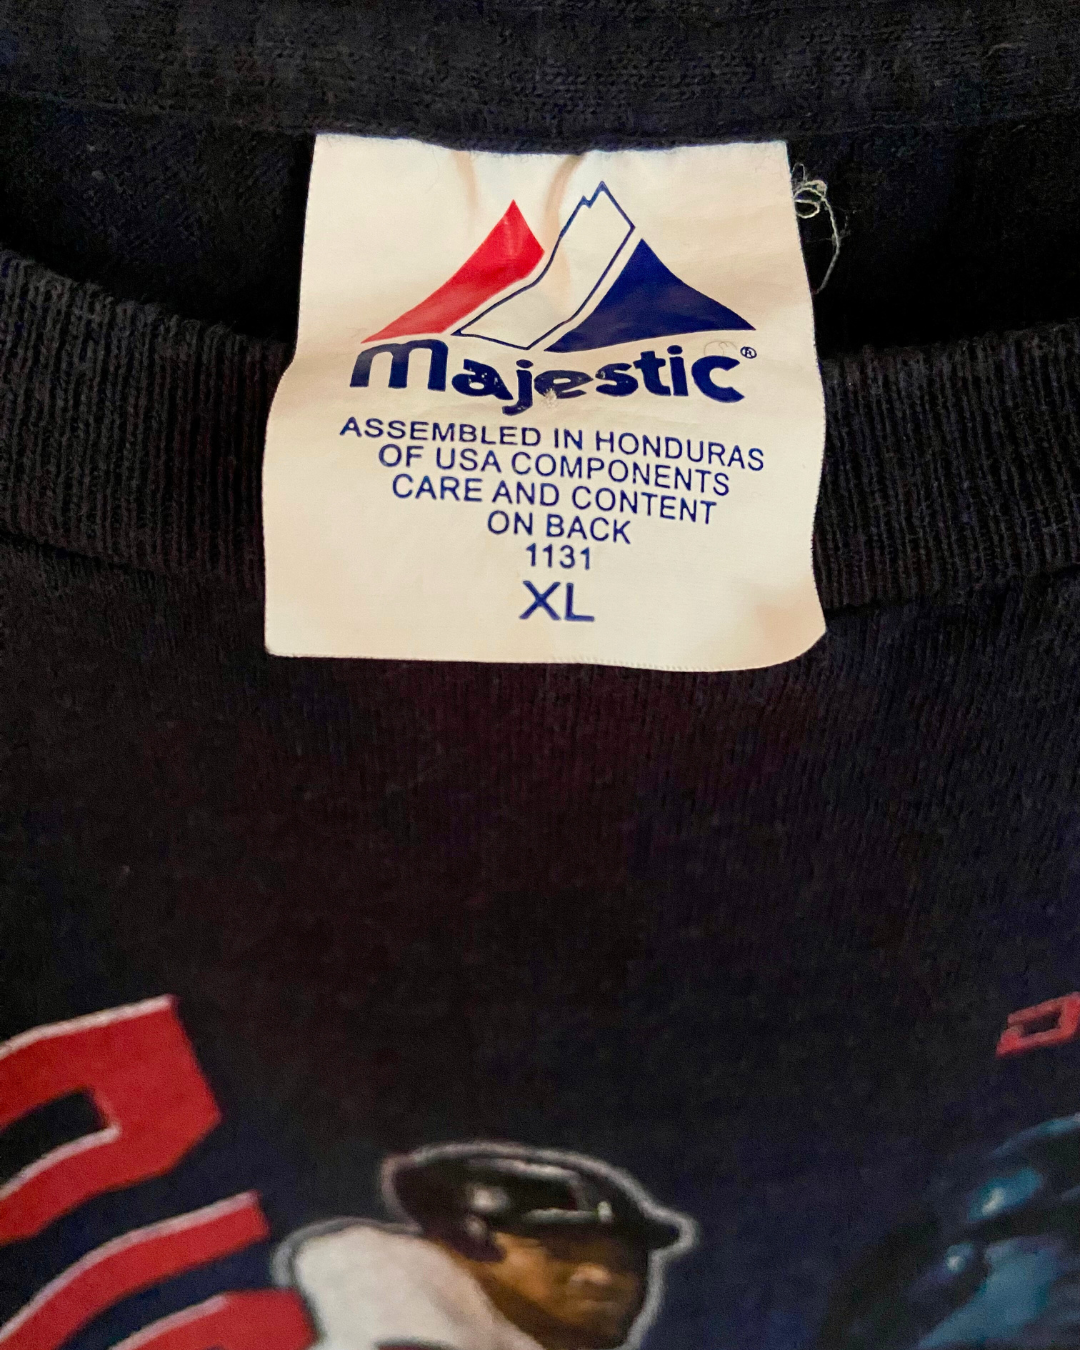 majestic®
ASSEMBLED IN HONDURAS
OF USA COMPONENTS
CARE AND CONTENT
ON BACK
1131
XL